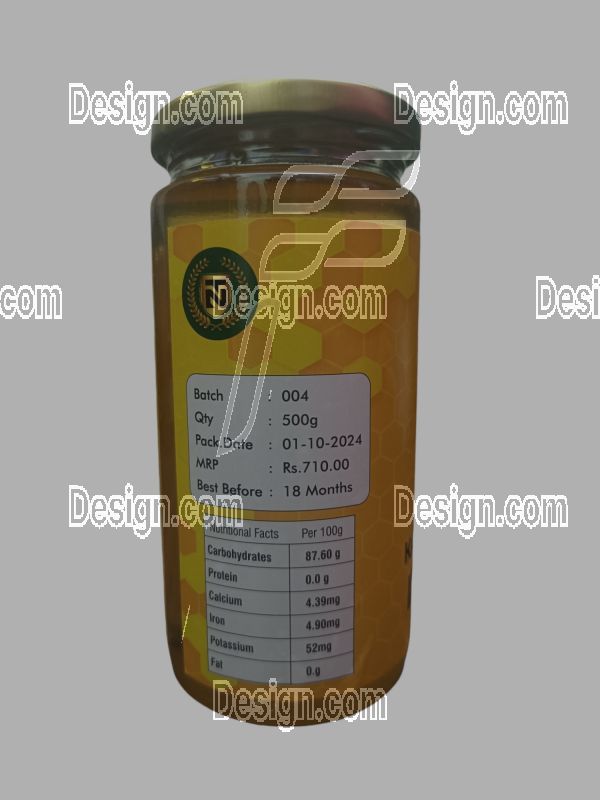 Design.com Design.com
.com Design.com Design
Batch : 004
Qty : 500g
Pack.Date : 01-10-2024
MRP : Rs.710.00
Best Before : 18 Months
Design.com Design.com
Nutritional Facts Per 100g
Carbohydrates 87.60 g
Protein 0.0 g
Calcium 4.39mg
Iron 4.90mg
Potassium 52mg
Fat 0.g
Design.com